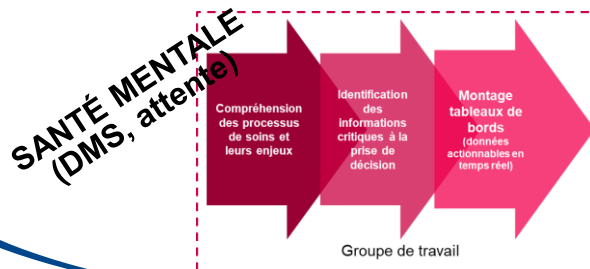 SANTÉ MENTALE
(DMS, attente)
Compréhension
des processus
de soins et
leurs enjeux
Identification
des
informations
critiques à la
prise de
décision
Montage
tableaux de
bords
(données
actionnables en
temps réel)
Groupe de travail